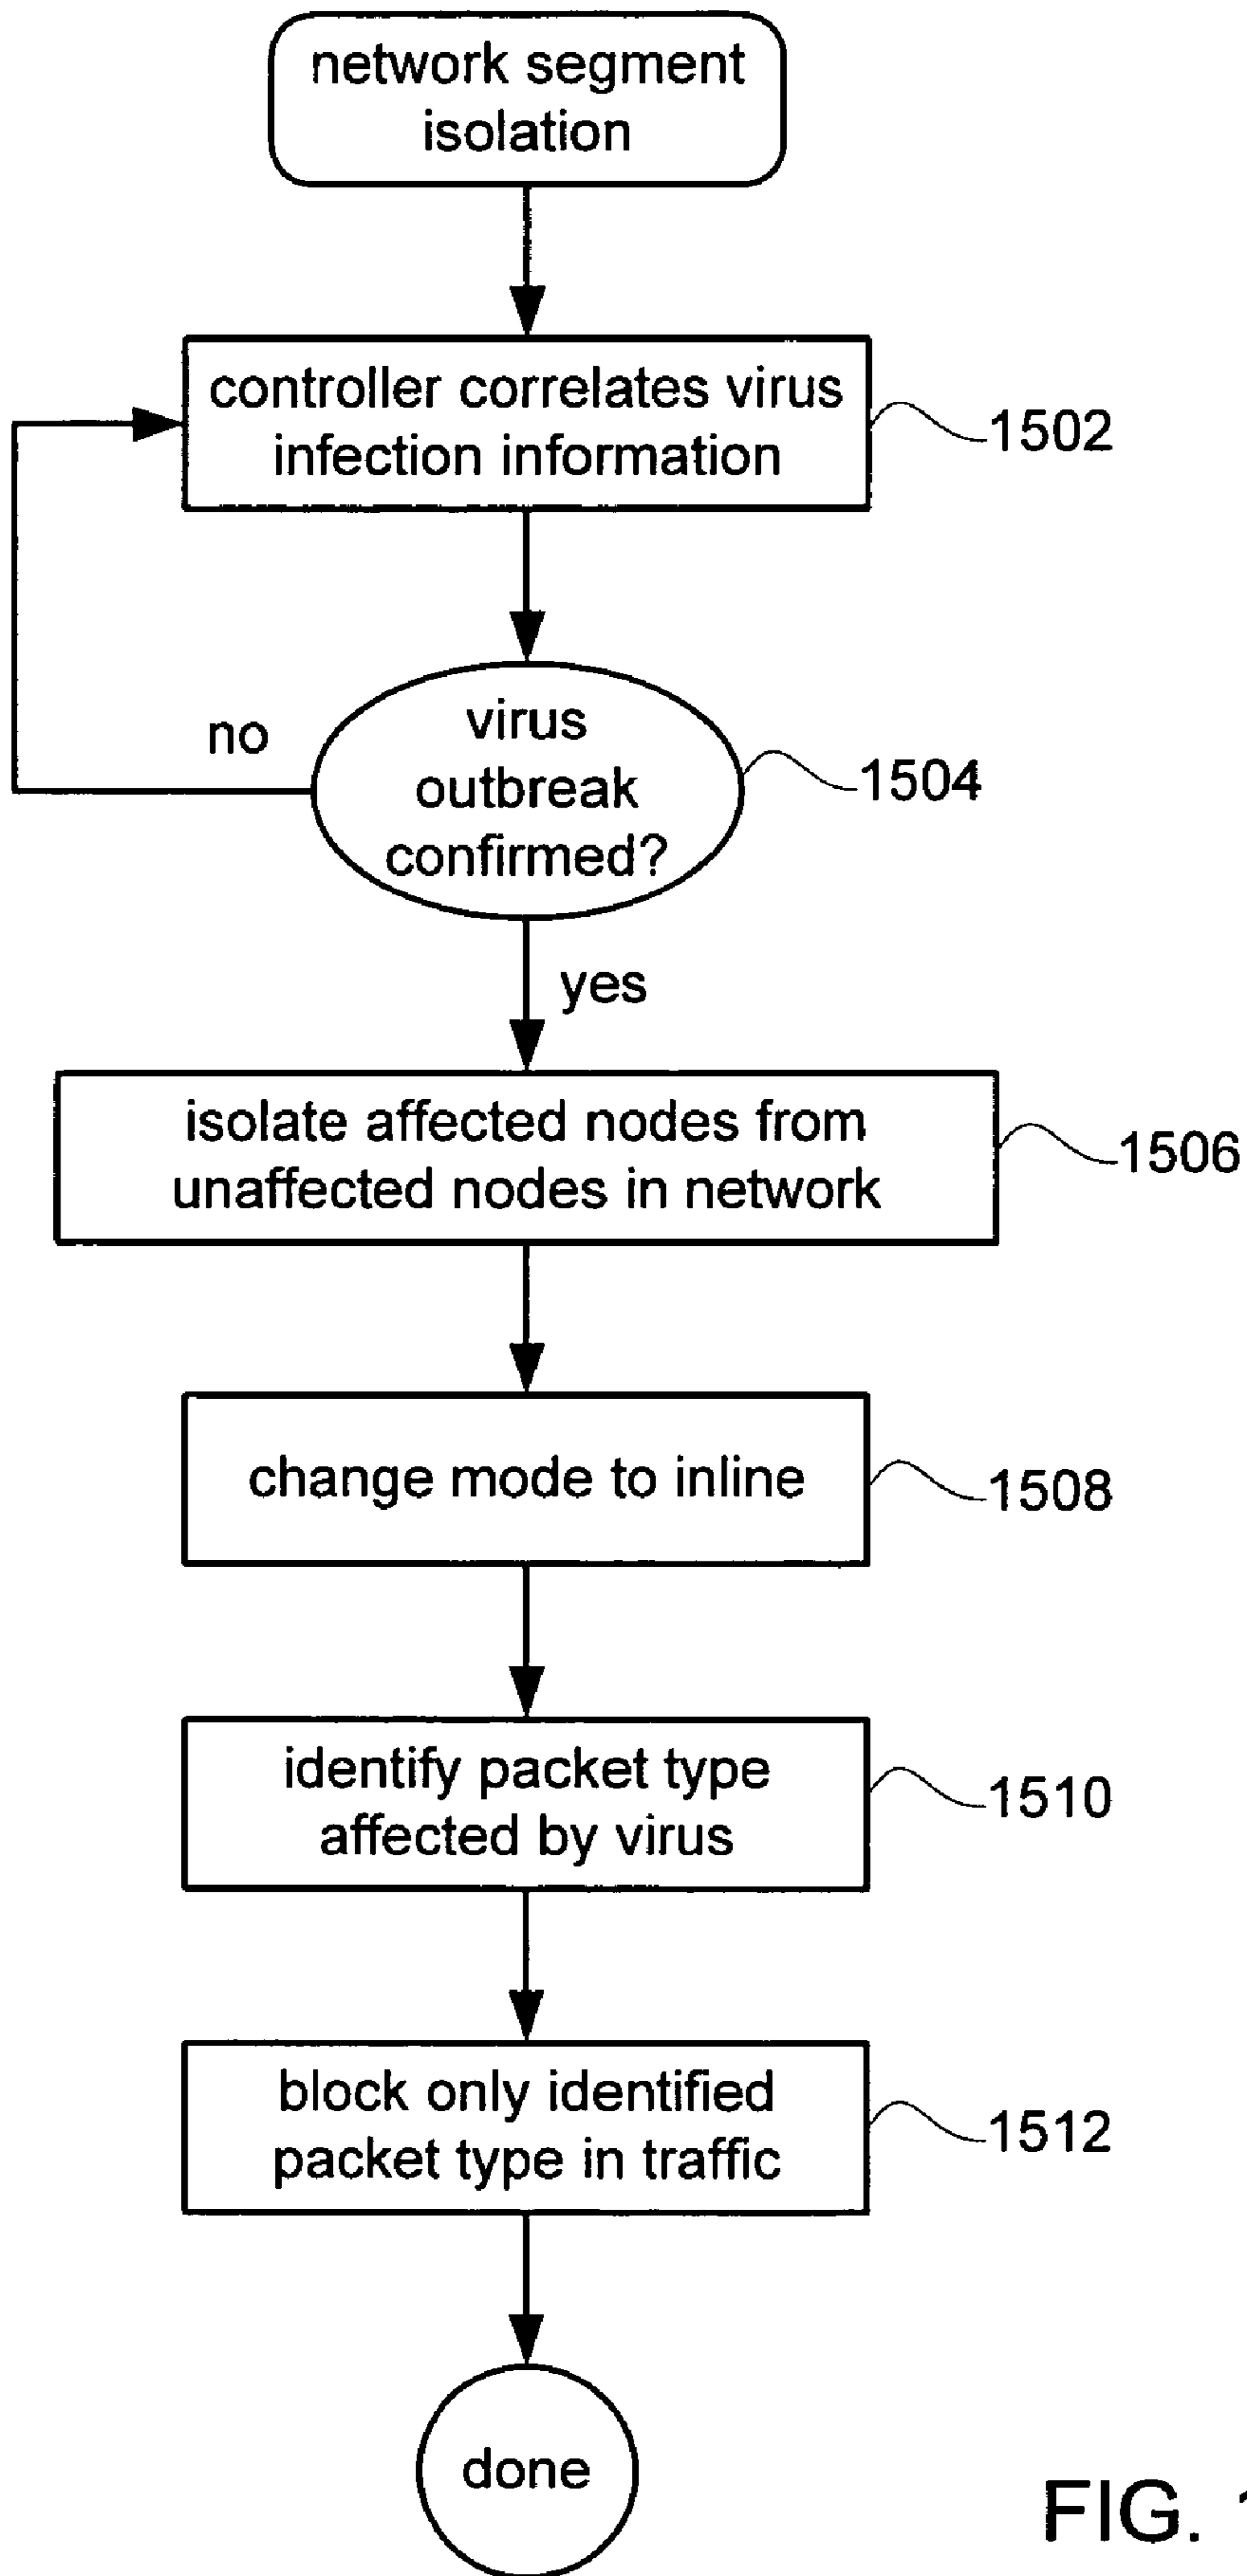 network segment
isolation
controller correlates virus
infection information
1502
no
virus
outbreak
confirmed?
1504
yes
isolate affected nodes from
unaffected nodes in network
1506
change mode to inline
1508
identify packet type
affected by virus
1510
block only identified
packet type in traffic
1512
done
FIG.